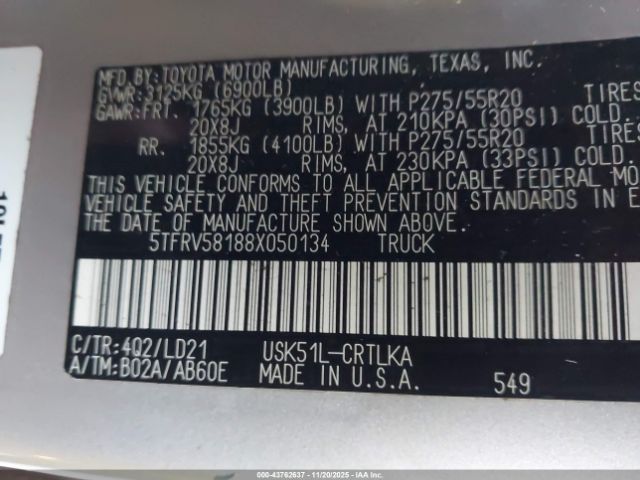 MFD. BY: TOYOTA MOTOR MANUFACTURING, TEXAS, INC.
GVWR: 3125KG (6900LB)
GAWR: FRT. 1765KG (3900LB) WITH P275/55R20 TIRES
20X8J RIMS, AT 210KPA (30PSI) COLD.
RR. 1855KG (4100LB) WITH P275/55R20 TIRES
20X8J RIMS, AT 230KPA (33PSI) COLD.
THIS VEHICLE CONFORMS TO ALL APPLICABLE FEDERAL MO
VEHICLE SAFETY AND THEFT PREVENTION STANDARDS IN E
THE DATE OF MANUFACTURE SHOWN ABOVE.
5TFRV58188X050134 TRUCK
C/TR: 4Q2/LD21 USK51L-CRTLKA
A/TM: B02A/AB60E MADE IN U.S.A. 549
000-43762637 - 11/20/2025 - IAAI.CA